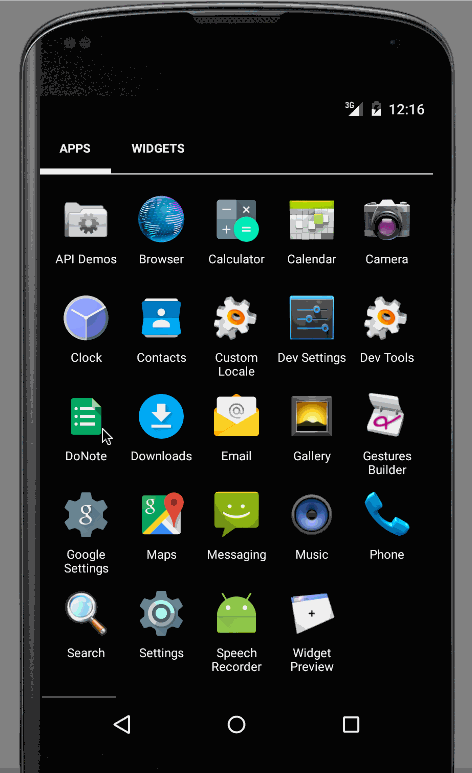 3G 12:16
APPS WIDGETS
API Demos Browser Calculator Calendar Camera
Clock Contacts Custom Locale Dev Settings Dev Tools
DoNote Downloads Email Gallery Gestures Builder
g g
Google Settings Maps Messaging Music Phone
Search Settings Speech Recorder Widget Preview